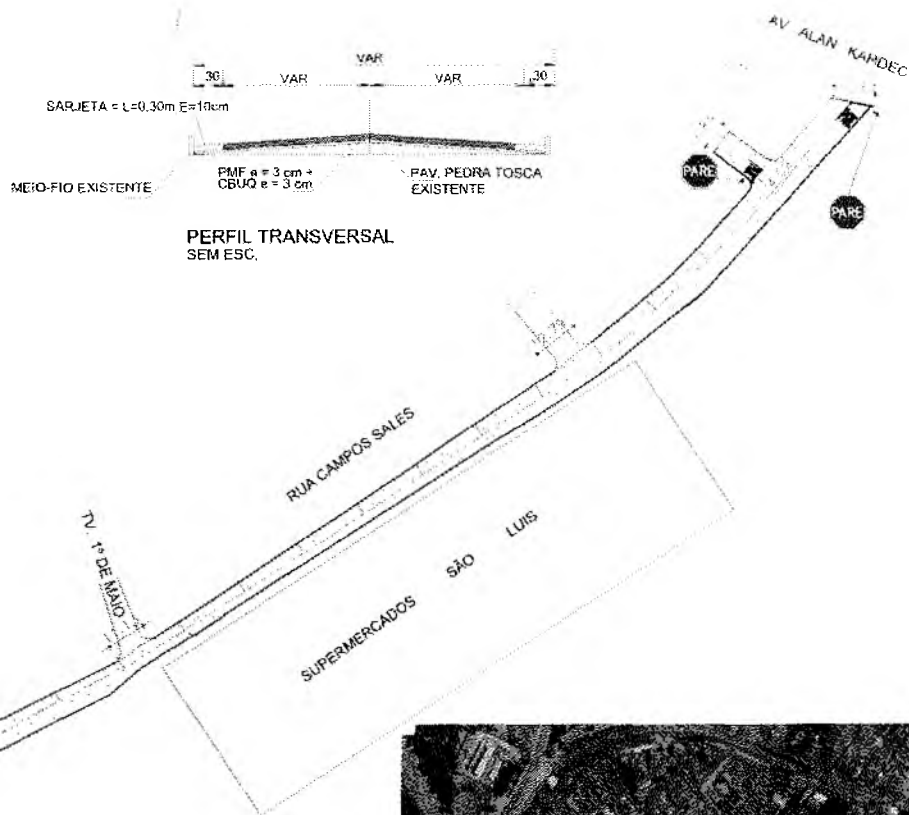 VAR
.30 VAR VAR .30
SARJETA = L=0.30m E=10cm
MEIO-FIO EXISTENTE
PMF e = 3 cm +
CBUQ e = 3 cm
PAV. PEDRA TOSCA
EXISTENTE
PERFIL TRANSVERSAL
SEM ESC.
AV ALAN KARDEC
PARE
PARE
RUA CAMPOS SALES
TV. 1º DE MAIO
SUPERMERCADOS SÃO LUIS